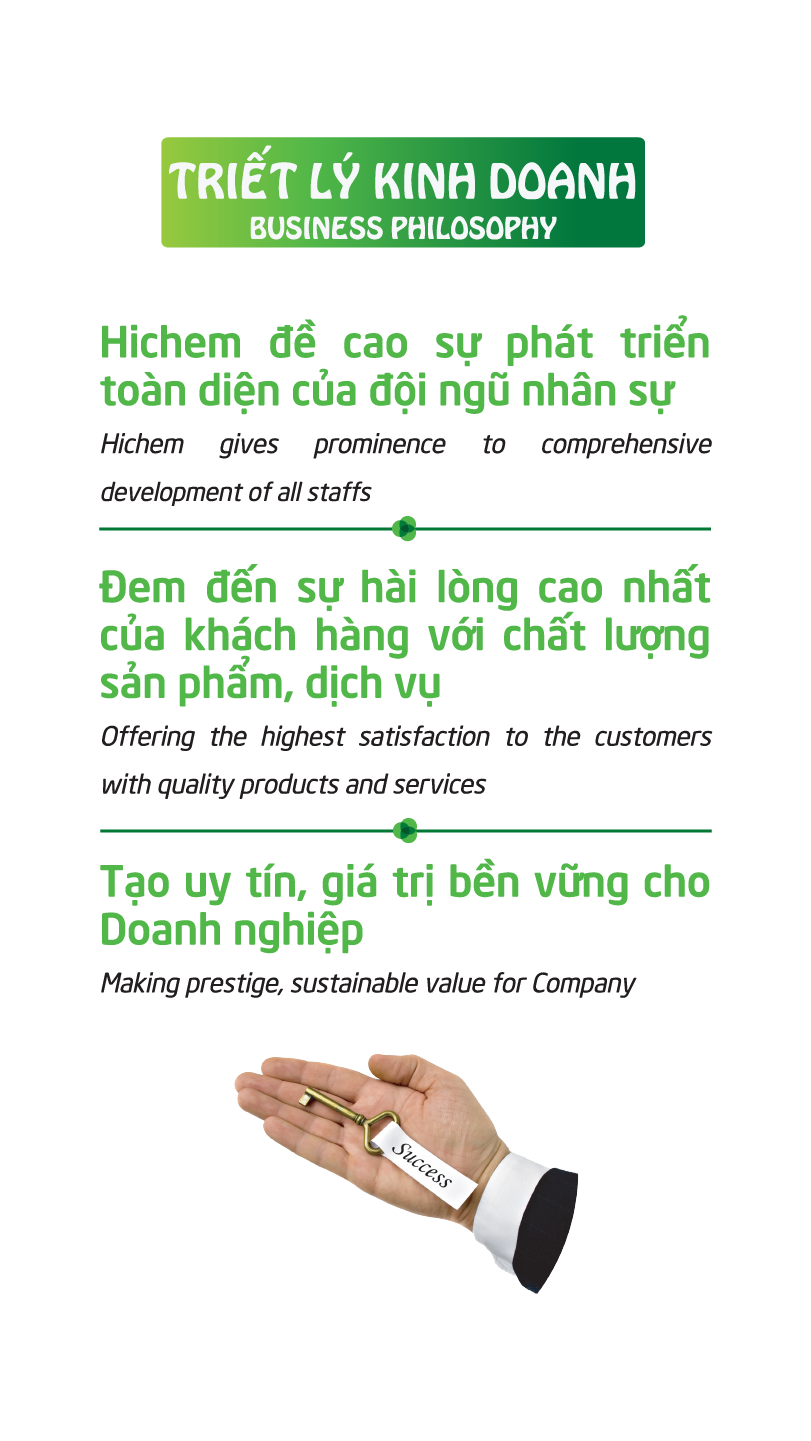 TRIẾT LÝ KINH DOANH
BUSINESS PHILOSOPHY
Hichem đề cao sự phát triển
toàn diện của đội ngũ nhân sự
Hichem gives prominence to comprehensive
development of all staffs
Đem đến sự hài lòng cao nhất
của khách hàng với chất lượng
sản phẩm, dịch vụ
Offering the highest satisfaction to the customers
with quality products and services
Tạo uy tín, giá trị bền vững cho
Doanh nghiệp
Making prestige, sustainable value for Company
Success